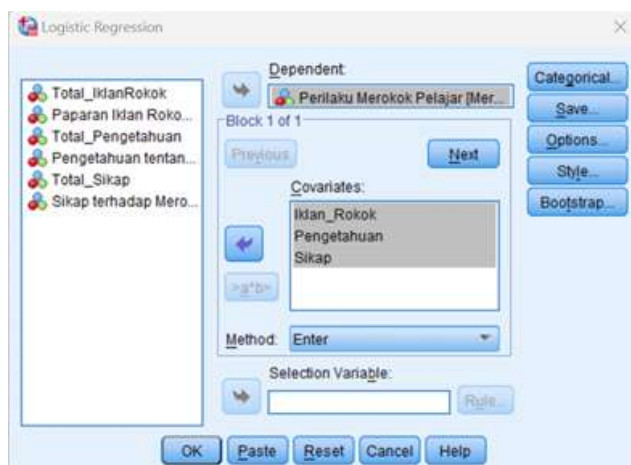 Logistic Regression
Total_IklanRokok
Paparan Iklan Roko...
Total_Pengetahuan
Pengetahuan tentan...
Total_Sikap
Sikap terhadap Mero...
Dependent:
Perilaku Merokok Pelajar [Mer...
Block 1 of 1
Previous
Next
Covariates:
Iklan_Rokok
Pengetahuan
Sikap
>a*b>
Method: Enter
Selection Variable:
Rule...
Categorical...
Save...
Options...
Style...
Bootstrap...
OK Paste Reset Cancel Help